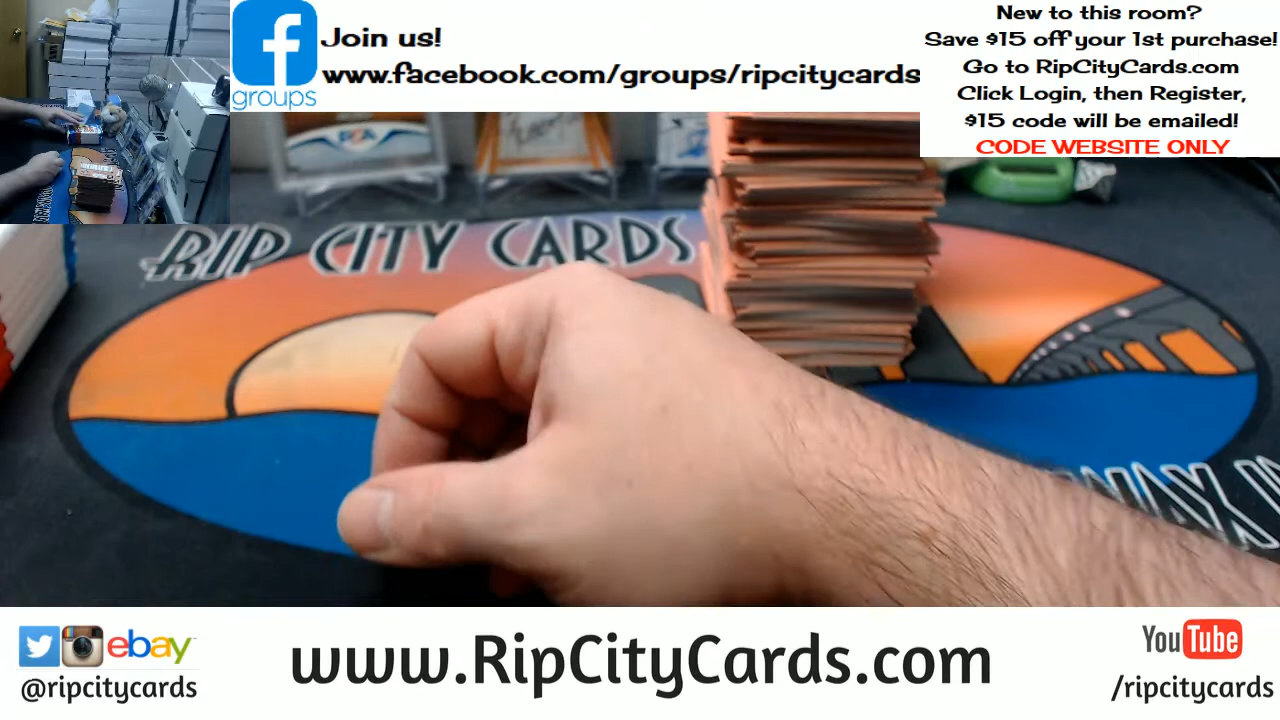 f
groups
Join us!
www.facebook.com/groups/ripcitycards
New to this room?
Save $15 off your 1st purchase!
Go to RipCityCards.com
Click Login, then Register,
$15 code will be emailed!
CODE WEBSITE ONLY
RIP CITY CARDS
WAX
ebay
@ripcitycards
www.RipCityCards.com
YouTube
/ripcitycards